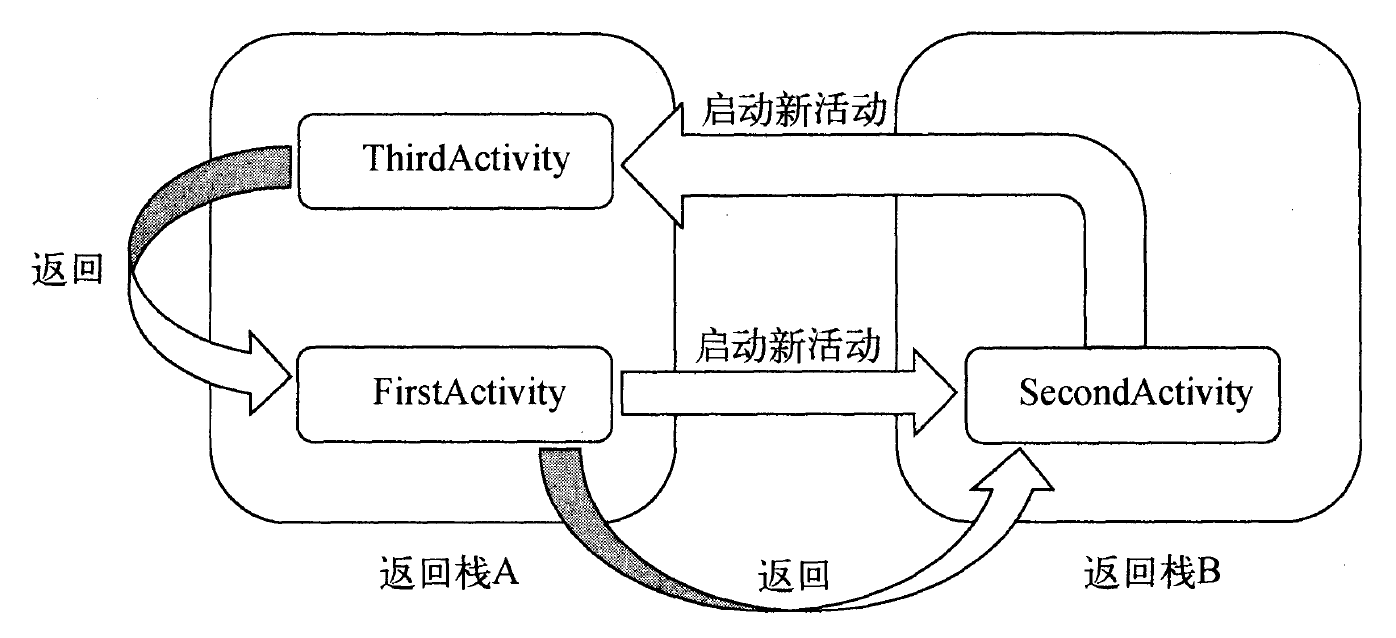 启动新活动
ThirdActivity
返回
启动新活动
FirstActivity
SecondActivity
返回栈A
返回
返回栈B